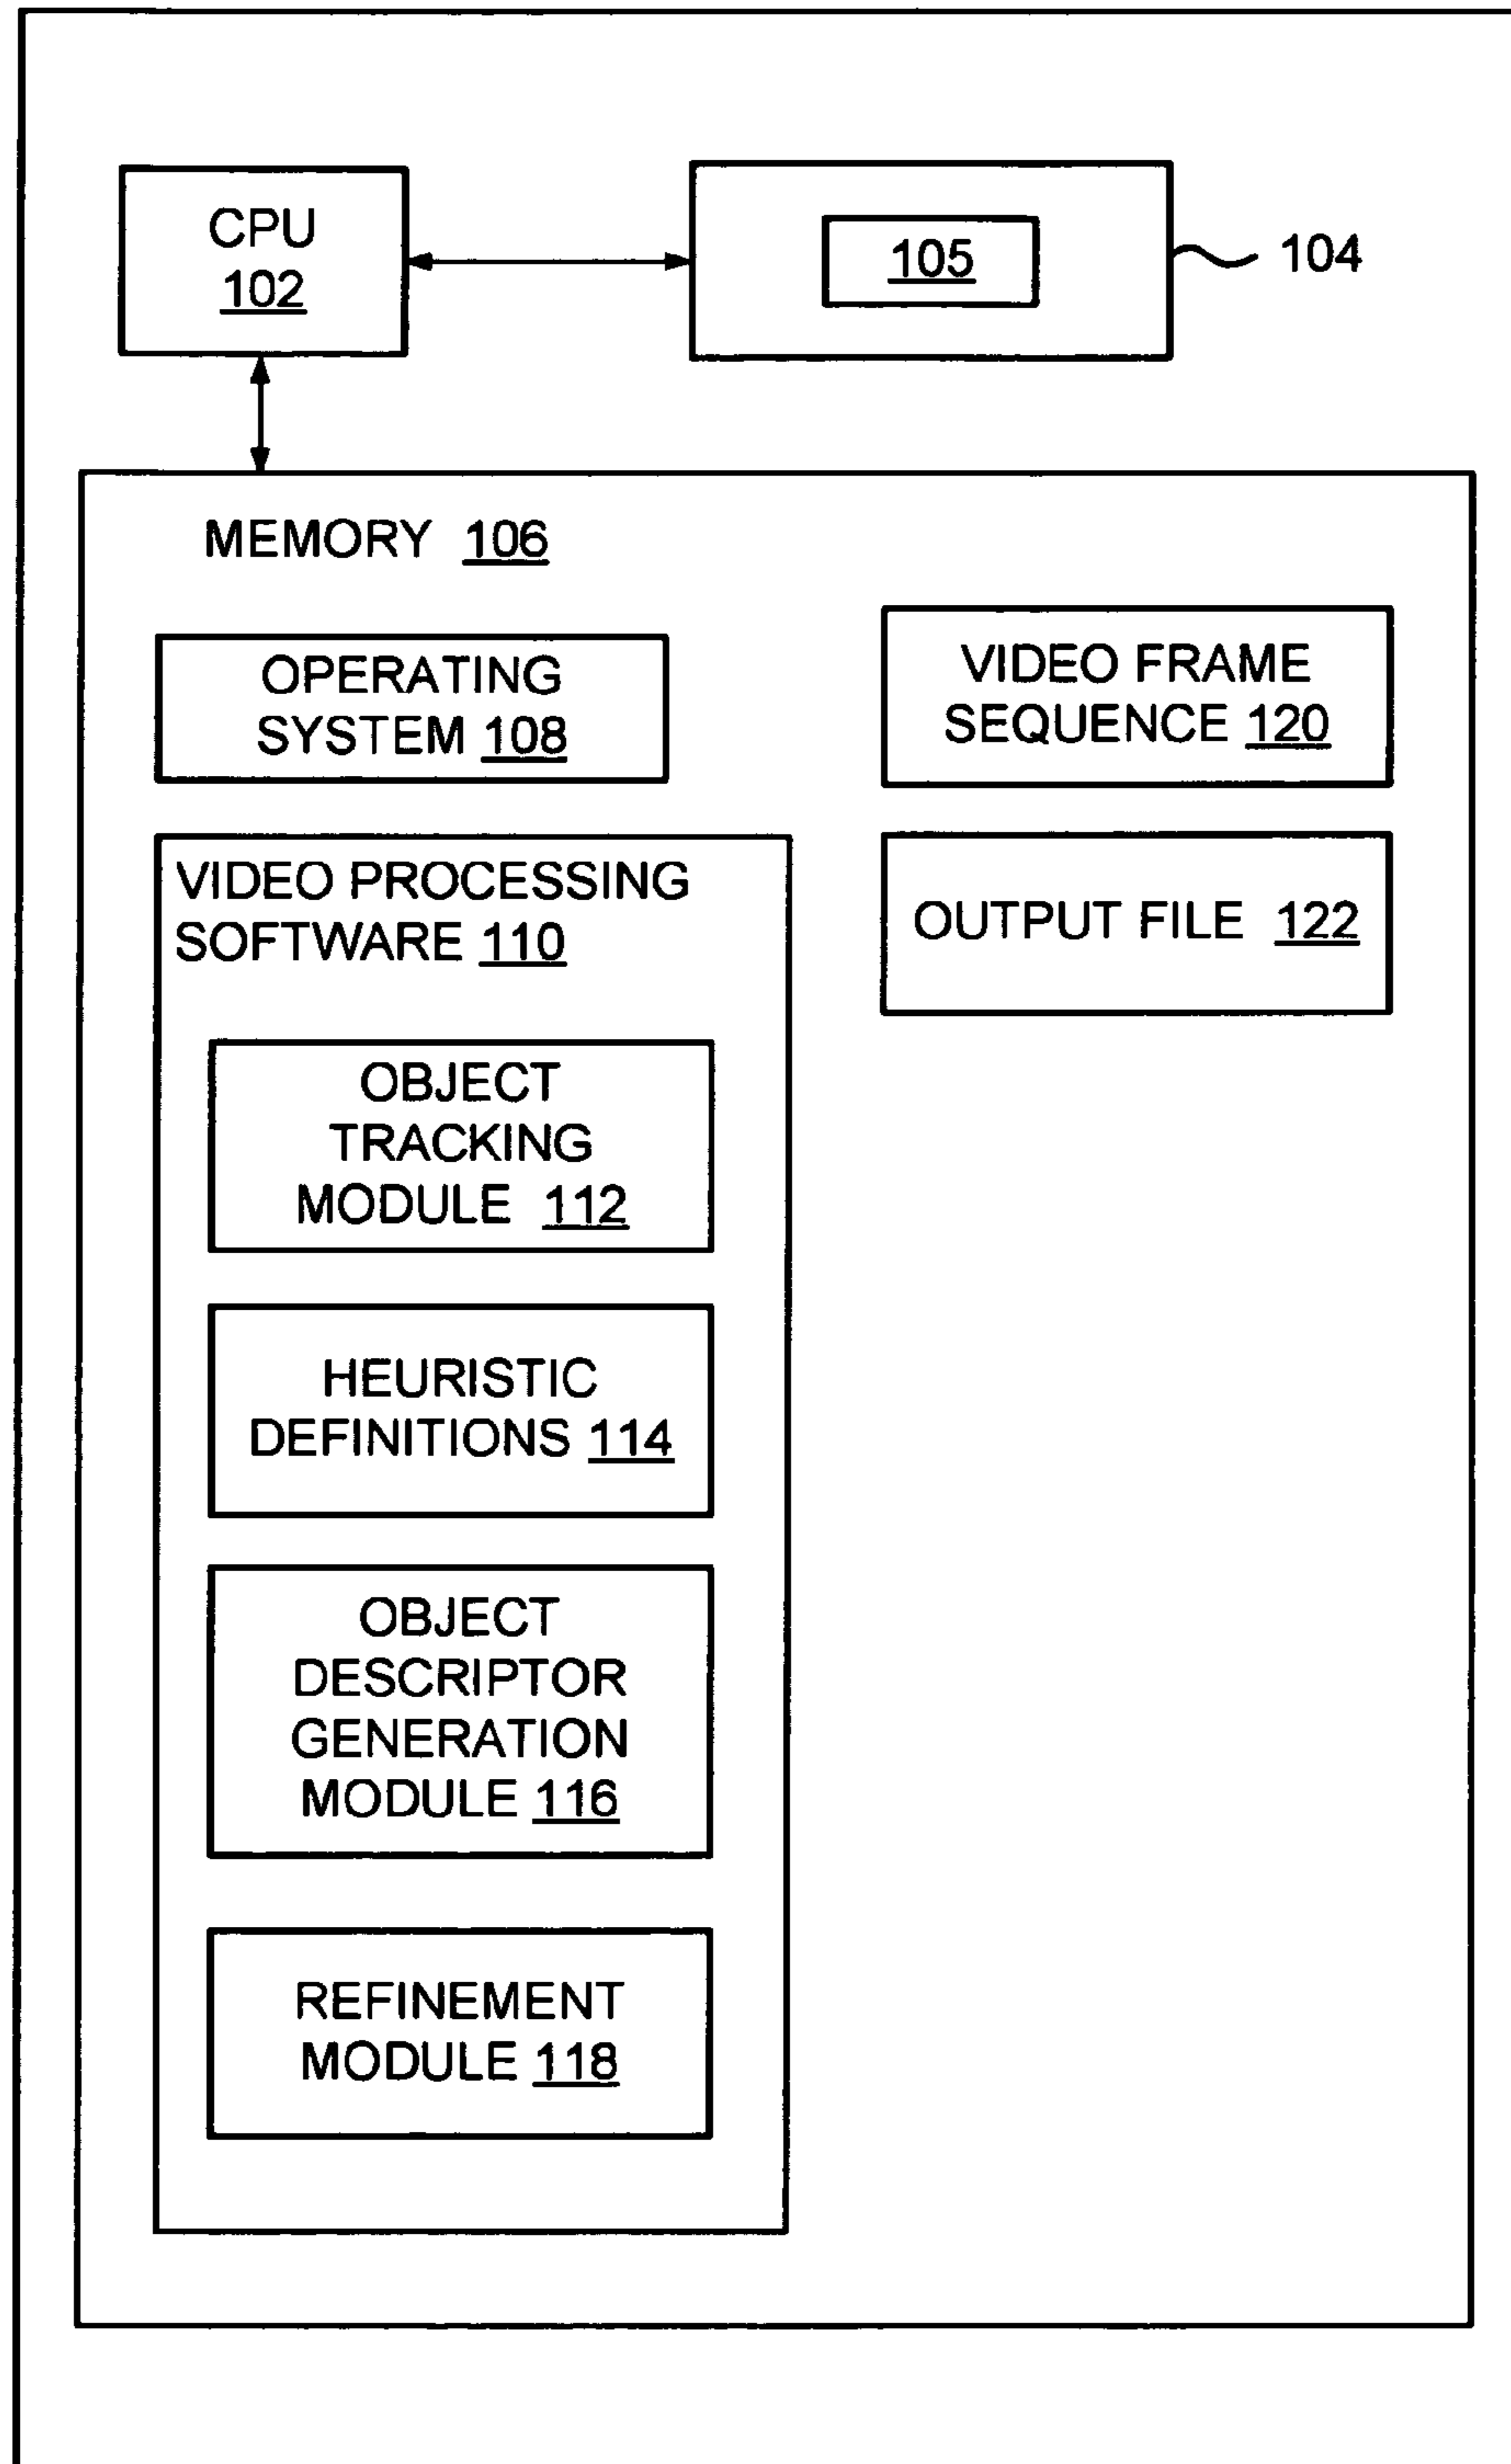 CPU
102
105
104
MEMORY 106
OPERATING
SYSTEM 108
VIDEO FRAME
SEQUENCE 120
VIDEO PROCESSING
SOFTWARE 110
OUTPUT FILE 122
OBJECT
TRACKING
MODULE 112
HEURISTIC
DEFINITIONS 114
OBJECT
DESCRIPTOR
GENERATION
MODULE 116
REFINEMENT
MODULE 118